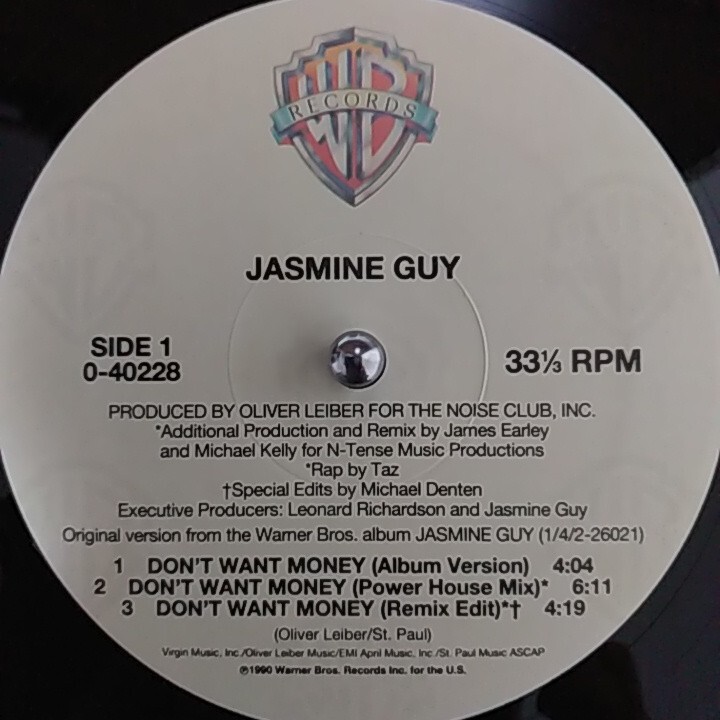 WB
RECORDS
JASMINE GUY
SIDE 1
0-40228
33⅓ RPM
PRODUCED BY OLIVER LEIBER FOR THE NOISE CLUB, INC.
*Additional Production and Remix by James Earley
and Michael Kelly for N-Tense Music Productions
*Rap by Taz
†Special Edits by Michael Denten
Executive Producers: Leonard Richardson and Jasmine Guy
Original version from the Warner Bros. album JASMINE GUY (1/4/2-26021)
1 DON'T WANT MONEY (Album Version) 4:04
2 DON'T WANT MONEY (Power House Mix)* 6:11
3 DON'T WANT MONEY (Remix Edit)*† 4:19
(Oliver Leiber/St. Paul)
Virgin Music, Inc./Oliver Leiber Music/EMI April Music, Inc./St. Paul Music ASCAP
℗1990 Warner Bros. Records Inc. for the U.S.